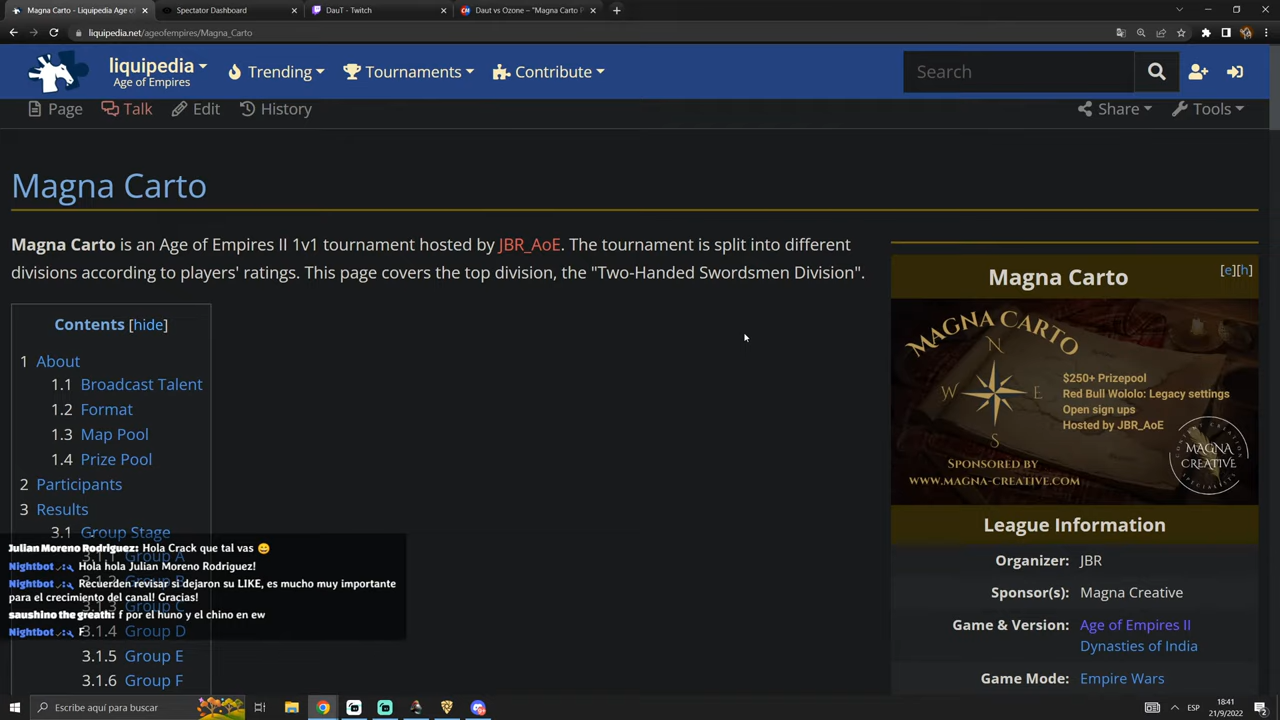 Magna Carto - Liquipedia Age of
Spectator Dashboard
DauT - Twitch
Daut vs Ozone – "Magna Carto P
liquipedia.net/ageofempires/Magna_Carto
liquipedia
Age of Empires
Trending
Tournaments
Contribute
Search
Page
Talk
Edit
History
Share
Tools
Magna Carto
Magna Carto is an Age of Empires II 1v1 tournament hosted by JBR_AoE. The tournament is split into different
divisions according to players' ratings. This page covers the top division, the "Two-Handed Swordsmen Division".
Contents [hide]
1 About
1.1 Broadcast Talent
1.2 Format
1.3 Map Pool
1.4 Prize Pool
2 Participants
3 Results
3.1 Group Stage
3.1.1 Group A
3.1.4 Group D
3.1.5 Group E
3.1.6 Group F
Julian Moreno Rodriguez: Hola Crack que tal vas 😄
Nightbot: Hola hola Julian Moreno Rodriguez!
Nightbot: Recuerden revisar si dejaron su LIKE, es mucho muy importante
para el crecimiento del canal! Gracias!
saushino the greath: f por el huno y el chino en ew
Nightbot: F
Magna Carto
[e][h]
MAGNA CARTO
N
W
E
S
$250+ Prizepool
Red Bull Wololo: Legacy settings
Open sign ups
Hosted by JBR_AoE
SPONSORED BY
WWW.MAGNA-CREATIVE.COM
CONTENT CREATION
MAGNA
CREATIVE
SPECIALISTS
League Information
Organizer: JBR
Sponsor(s): Magna Creative
Game & Version: Age of Empires II
Dynasties of India
Game Mode: Empire Wars
Escribe aquí para buscar
ESP
18:41
21/9/2022
2